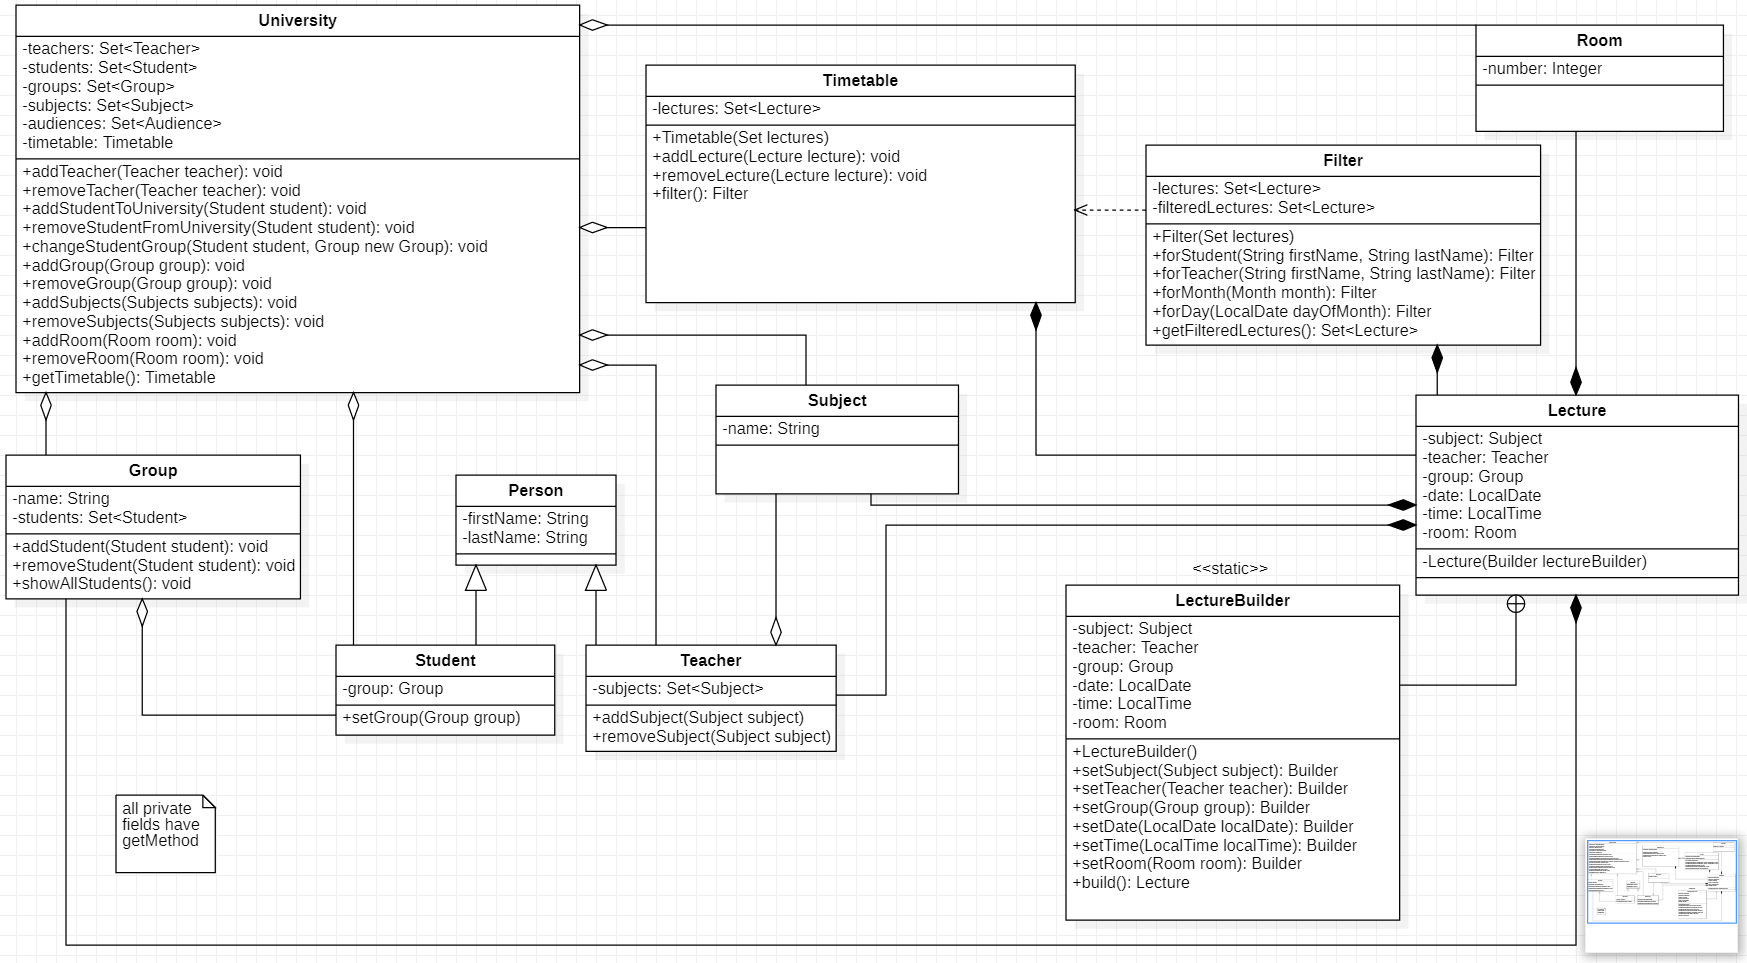 University
-teachers: Set<Teacher>
-students: Set<Student>
-groups: Set<Group>
-subjects: Set<Subject>
-audiences: Set<Audience>
-timetable: Timetable
+addTeacher(Teacher teacher): void
+removeTacher(Teacher teacher): void
+addStudentToUniversity(Student student): void
+removeStudentFromUniversity(Student student): void
+changeStudentGroup(Student student, Group new Group): void
+addGroup(Group group): void
+removeGroup(Group group): void
+addSubjects(Subjects subjects): void
+removeSubjects(Subjects subjects): void
+addRoom(Room room): void
+removeRoom(Room room): void
+getTimetable(): Timetable
Timetable
-lectures: Set<Lecture>
+Timetable(Set lectures)
+addLecture(Lecture lecture): void
+removeLecture(Lecture lecture): void
+filter(): Filter
Room
-number: Integer
Filter
-lectures: Set<Lecture>
-filteredLectures: Set<Lecture>
+Filter(Set lectures)
+forStudent(String firstName, String lastName): Filter
+forTeacher(String firstName, String lastName): Filter
+forMonth(Month month): Filter
+forDay(LocalDate dayOfMonth): Filter
+getFilteredLectures(): Set<Lecture>
Subject
-name: String
Lecture
-subject: Subject
-teacher: Teacher
-group: Group
-date: LocalDate
-time: LocalTime
-room: Room
-Lecture(Builder lectureBuilder)
Group
-name: String
-students: Set<Student>
+addStudent(Student student): void
+removeStudent(Student student): void
+showAllStudents(): void
Person
-firstName: String
-lastName: String
Student
-group: Group
+setGroup(Group group)
Teacher
-subjects: Set<Subject>
+addSubject(Subject subject)
+removeSubject(Subject subject)
<<static>>
LectureBuilder
-subject: Subject
-teacher: Teacher
-group: Group
-date: LocalDate
-time: LocalTime
-room: Room
+LectureBuilder()
+setSubject(Subject subject): Builder
+setTeacher(Teacher teacher): Builder
+setGroup(Group group): Builder
+setDate(LocalDate localDate): Builder
+setTime(LocalTime localTime): Builder
+setRoom(Room room): Builder
+build(): Lecture
all private
fields have
getMethod